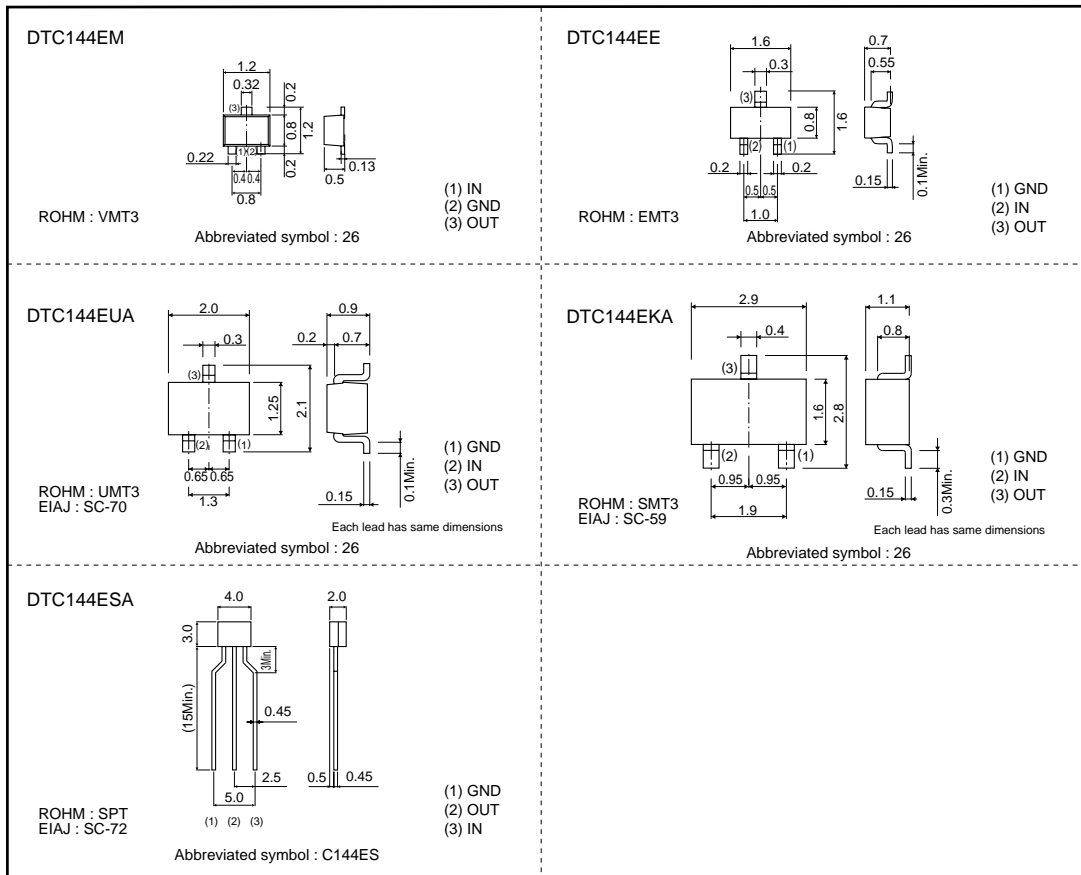 DTC144EM
1.2
0.32
0.2
(3)
0.8
1.2
(1)
(2)
0.22
0.2
0.4
0.4
0.8
0.5
0.13
ROHM : VMT3
(1) IN
(2) GND
(3) OUT
Abbreviated symbol : 26
DTC144EE
1.6
0.3
(3)
0.8
1.6
(2)
(1)
0.2
0.2
0.5
0.5
1.0
0.7
0.55
0.15
0.1Min.
ROHM : EMT3
(1) GND
(2) IN
(3) OUT
Abbreviated symbol : 26
DTC144EUA
2.0
0.3
(3)
1.25
2.1
(2)
(1)
0.65
0.65
1.3
0.9
0.2
0.7
0.15
0.1Min.
ROHM : UMT3
EIAJ : SC-70
(1) GND
(2) IN
(3) OUT
Each lead has same dimensions
Abbreviated symbol : 26
DTC144EKA
2.9
0.4
(3)
1.6
2.8
(2)
(1)
0.95
0.95
1.9
1.1
0.8
0.15
0.3Min.
ROHM : SMT3
EIAJ : SC-59
(1) GND
(2) IN
(3) OUT
Each lead has same dimensions
Abbreviated symbol : 26
DTC144ESA
4.0
2.0
3.0
3Min.
(15Min.)
0.45
2.5
5.0
0.5
0.45
(1) (2) (3)
ROHM : SPT
EIAJ : SC-72
(1) GND
(2) OUT
(3) IN
Abbreviated symbol : C144ES